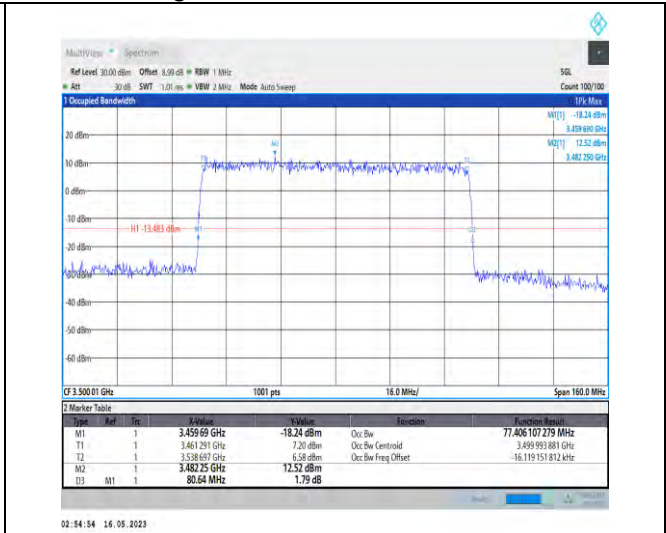 MultiView Spectrum
Ref Level 30.00 dBm Offset 8.99 dB RBW 1 MHz SGL
Att 30 dB SWT 1.01 ms VBW 2 MHz Mode Auto Sweep Count 100/100
1 Occupied Bandwidth 1Pk Max
M1[1] -18.24 dBm
3.459 690 GHz
M2[1] 12.52 dBm
3.482 250 GHz
20 dBm
M2
10 dBm
0 dBm
-10 dBm
H1 -13.483 dBm M1
-20 dBm
-30 dBm
-40 dBm
-50 dBm
-60 dBm
CF 3.500 01 GHz 1001 pts 16.0 MHz/ Span 160.0 MHz
2 Marker Table
Type Ref Trc X-Value Y-Value Function Function Result
M1 1 3.459 69 GHz -18.24 dBm Occ Bw 77.406 107 279 MHz
T1 1 3.461 291 GHz 7.20 dBm Occ Bw Centroid 3.499 993 881 GHz
T2 1 3.538 697 GHz 6.58 dBm Occ Bw Freq Offset -16.119 151 812 kHz
M2 1 3.482 25 GHz 12.52 dBm
D3 M1 1 80.64 MHz 1.79 dB
02:54:54 16.05.2023